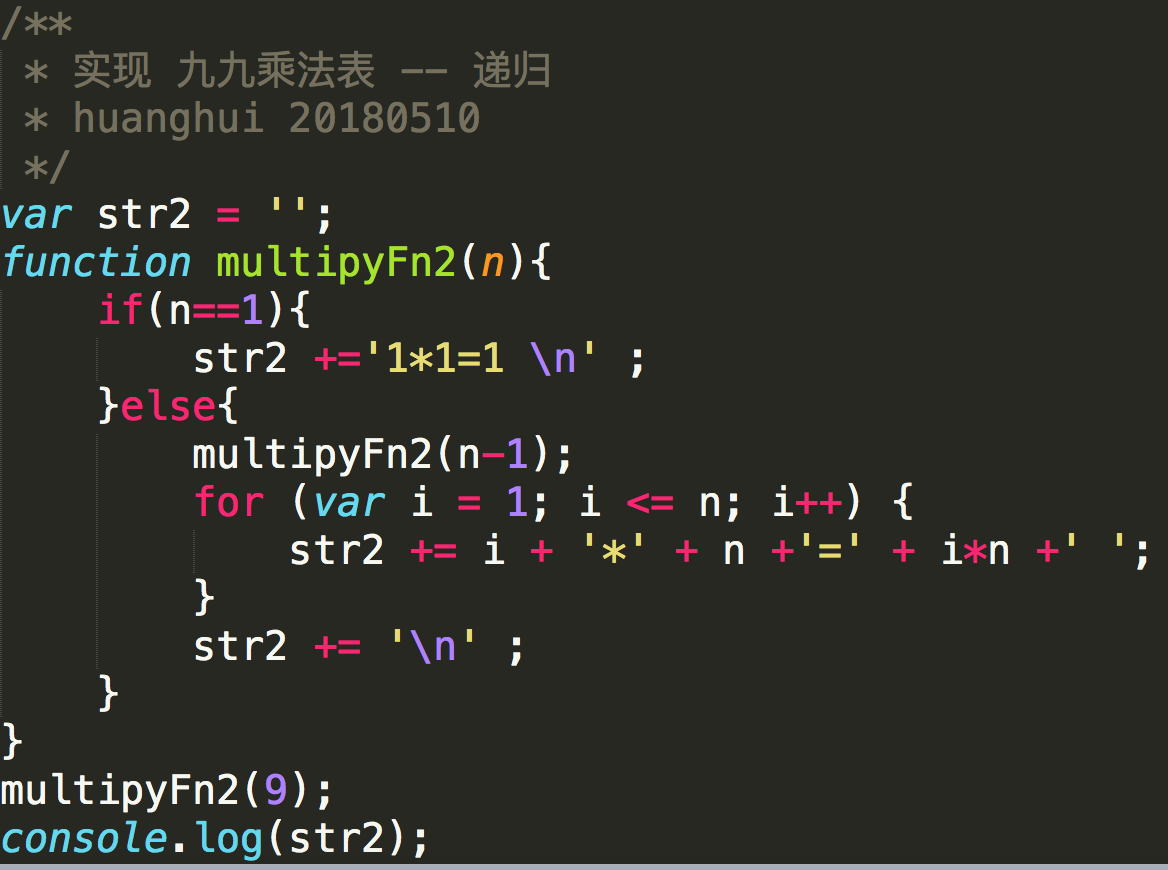 /**
 * 实现 九九乘法表 -- 递归
 * huanghui 20180510
 */
var str2 = '';
function multipyFn2(n){
    if(n==1){
        str2 +='1*1=1 \n' ;
    }else{
        multipyFn2(n-1);
        for (var i = 1; i <= n; i++) {
            str2 += i + '*' + n +'=' + i*n +' ';
        }
        str2 += '\n' ;
    }
}
multipyFn2(9);
console.log(str2);